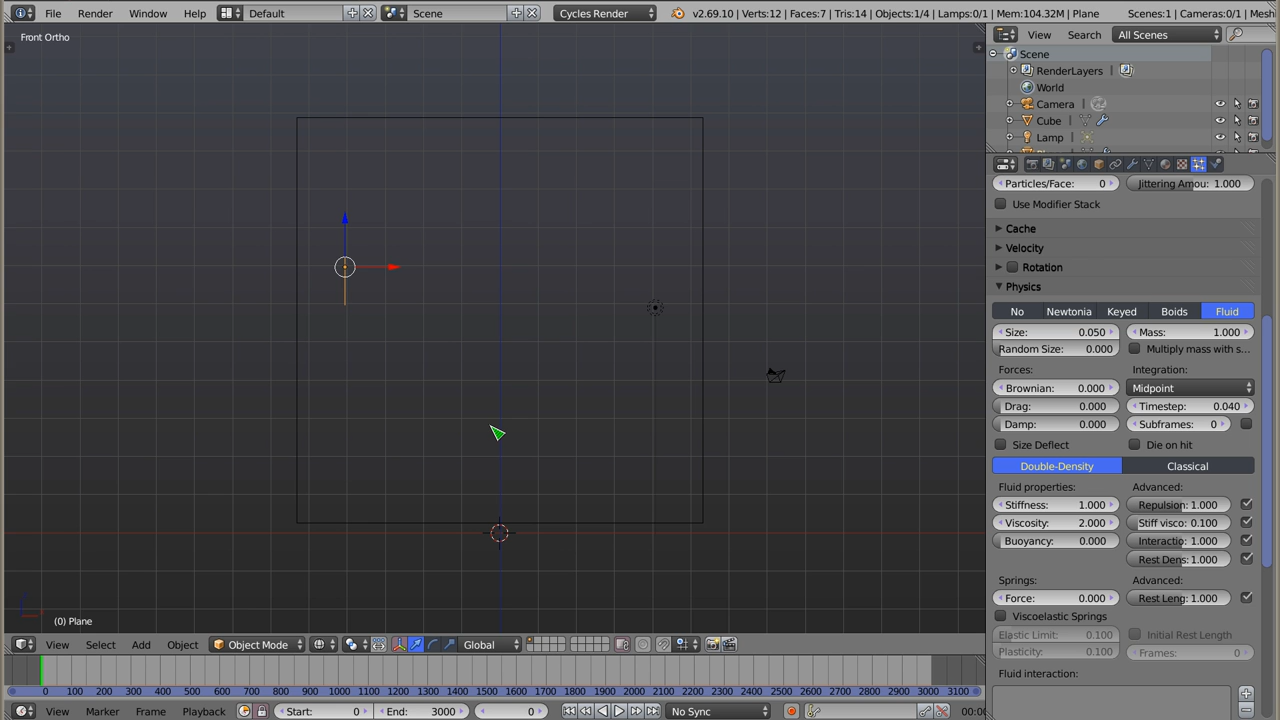 File Render Window Help Default Scene Cycles Render v2.69.10 | Verts:12 | Faces:7 | Tris:14 | Objects:1/4 | Lamps:0/1 | Mem:104.32M | Plane Scenes:1 | Cameras:0/1 | Mesh
Front Ortho
View Search All Scenes
Scene
RenderLayers
World
Camera
Cube
Lamp
Particles/Face: 0 Jittering Amou: 1.000
Use Modifier Stack
Cache
Velocity
Rotation
Physics
No Newtonia Keyed Boids Fluid
Size: 0.050 Mass: 1.000
Random Size: 0.000 Multiply mass with s...
Forces: Integration:
Brownian: 0.000 Midpoint
Drag: 0.000 Timestep: 0.040
Damp: 0.000 Subframes: 0
Size Deflect Die on hit
Double-Density Classical
Fluid properties: Advanced:
Stiffness: 1.000 Repulsion: 1.000
Viscosity: 2.000 Stiff visco: 0.100
Buoyancy: 0.000 Interactio: 1.000
Rest Dens: 1.000
Springs: Advanced:
Force: 0.000 Rest Leng: 1.000
Viscoelastic Springs
Elastic Limit: 0.100 Initial Rest Length
Plasticity: 0.100 Frames: 0
Fluid interaction:
(0) Plane
View Select Add Object Object Mode Global
0 100 200 300 400 500 600 700 800 900 1000 1100 1200 1300 1400 1500 1600 1700 1800 1900 2000 2100 2200 2300 2400 2500 2600 2700 2800 2900 3000 3100
View Marker Frame Playback Start: 0 End: 3000 0 No Sync 00:0